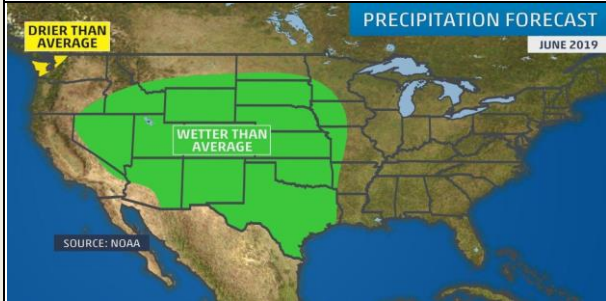 PRECIPITATION FORECAST
JUNE 2019
DRIER THAN
AVERAGE
WETTER THAN
AVERAGE
SOURCE: NOAA